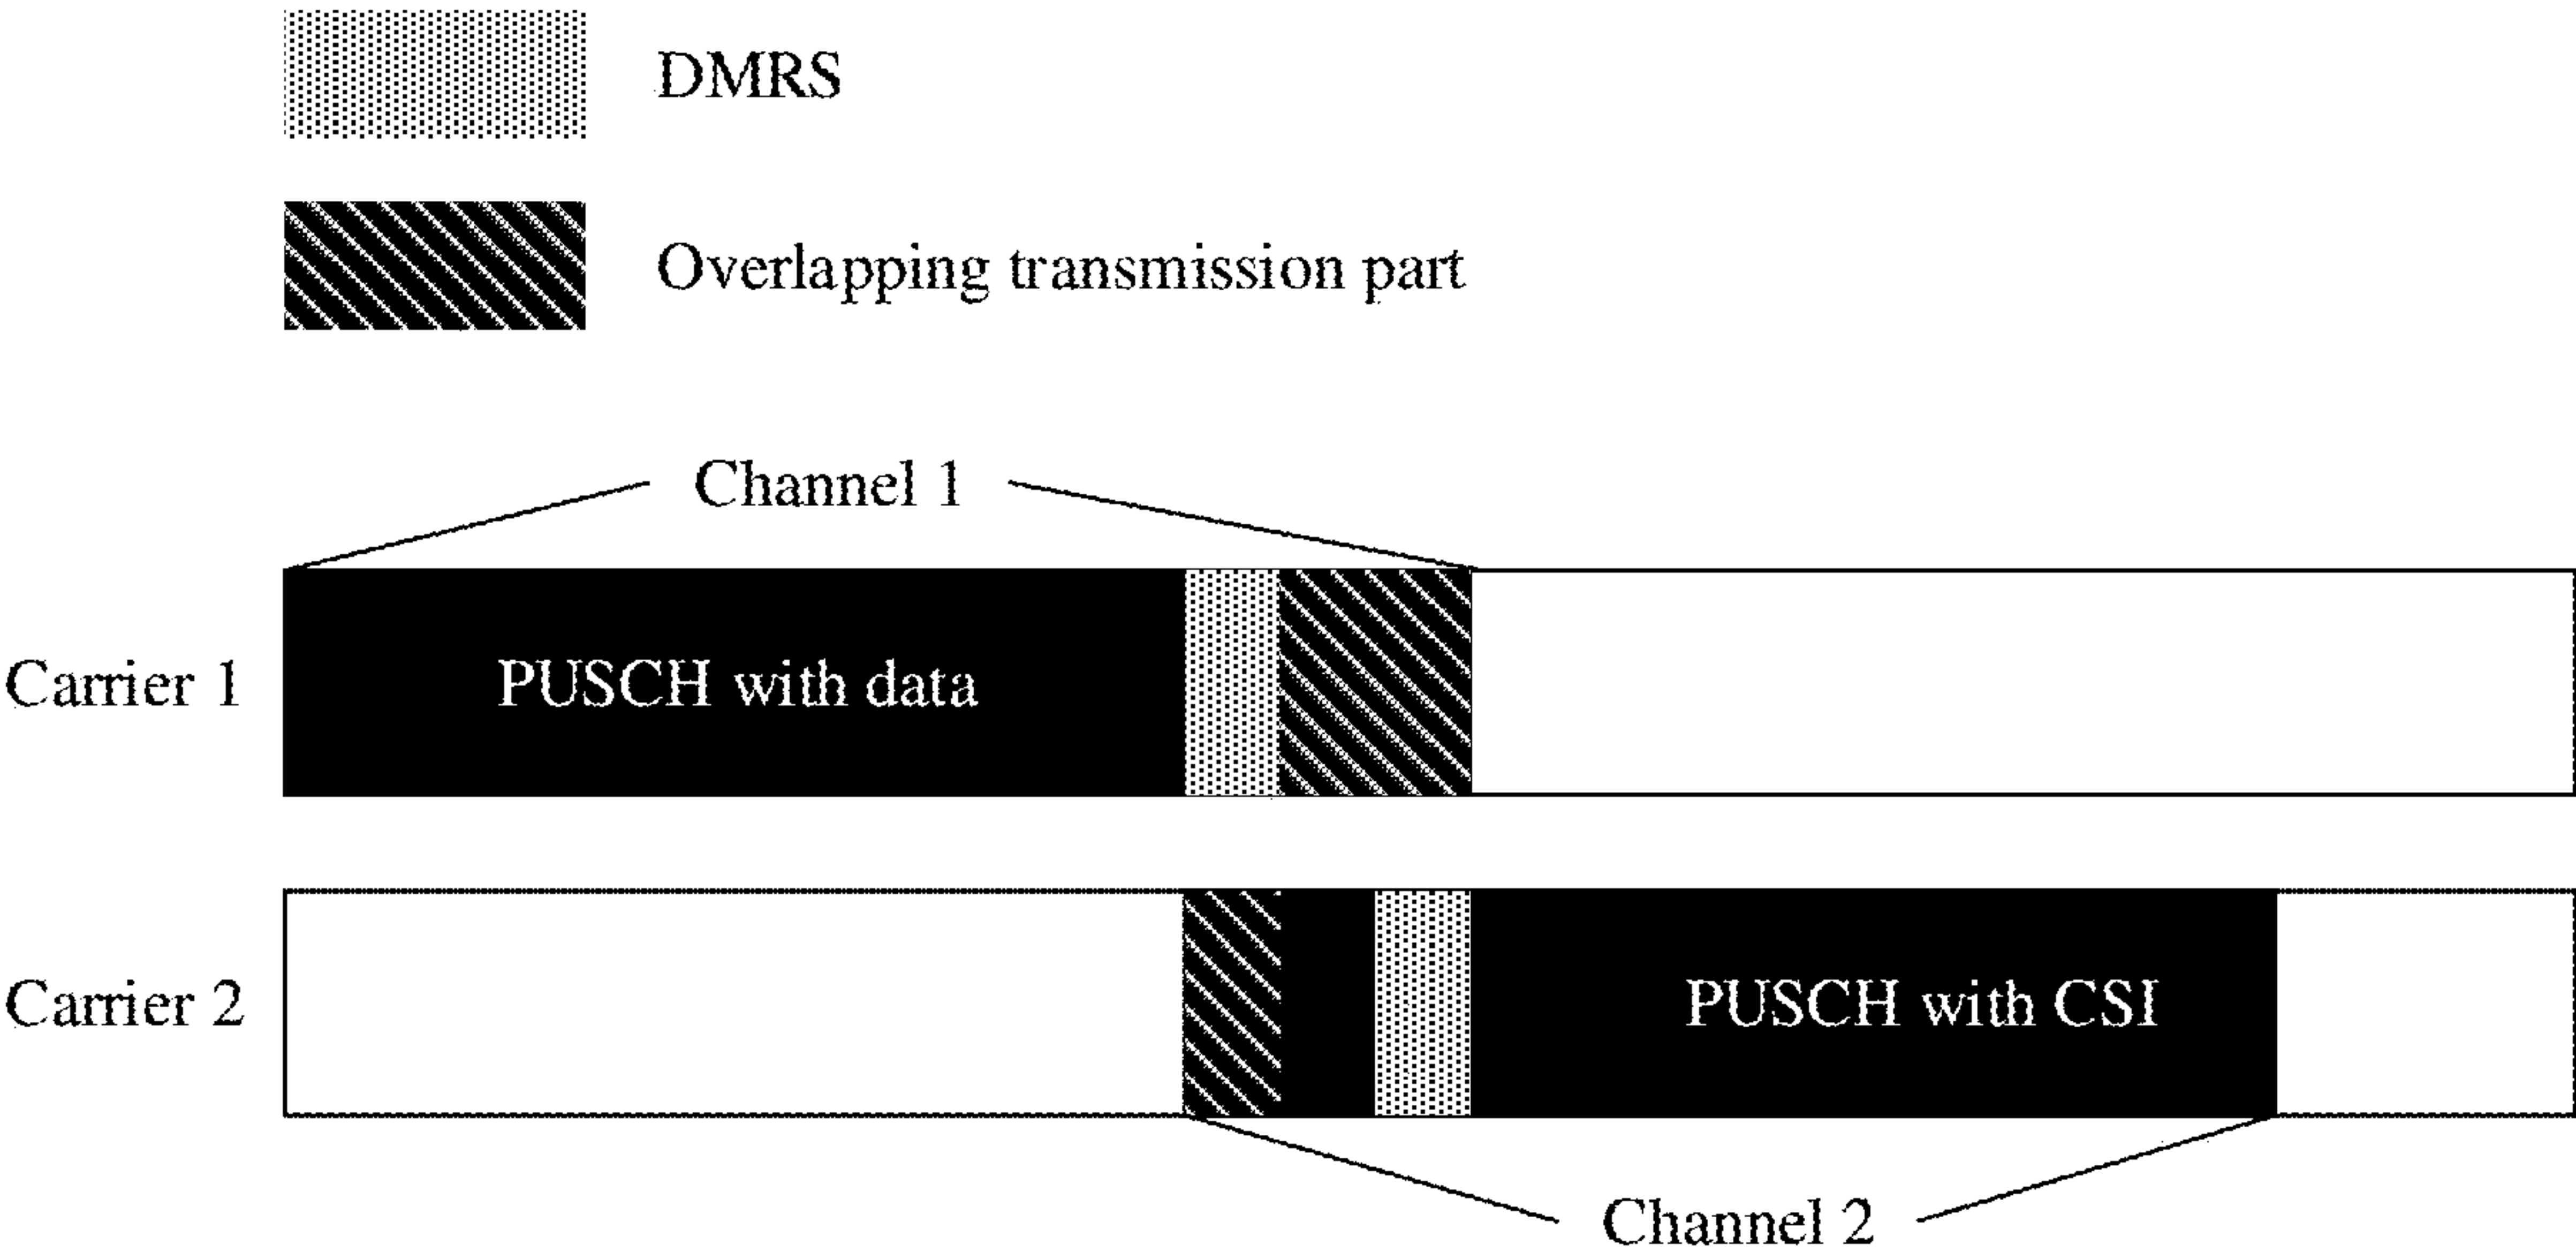 DMRS
Overlapping transmission part
Channel 1
Carrier 1
PUSCH with data
Carrier 2
PUSCH with CSI
Channel 2